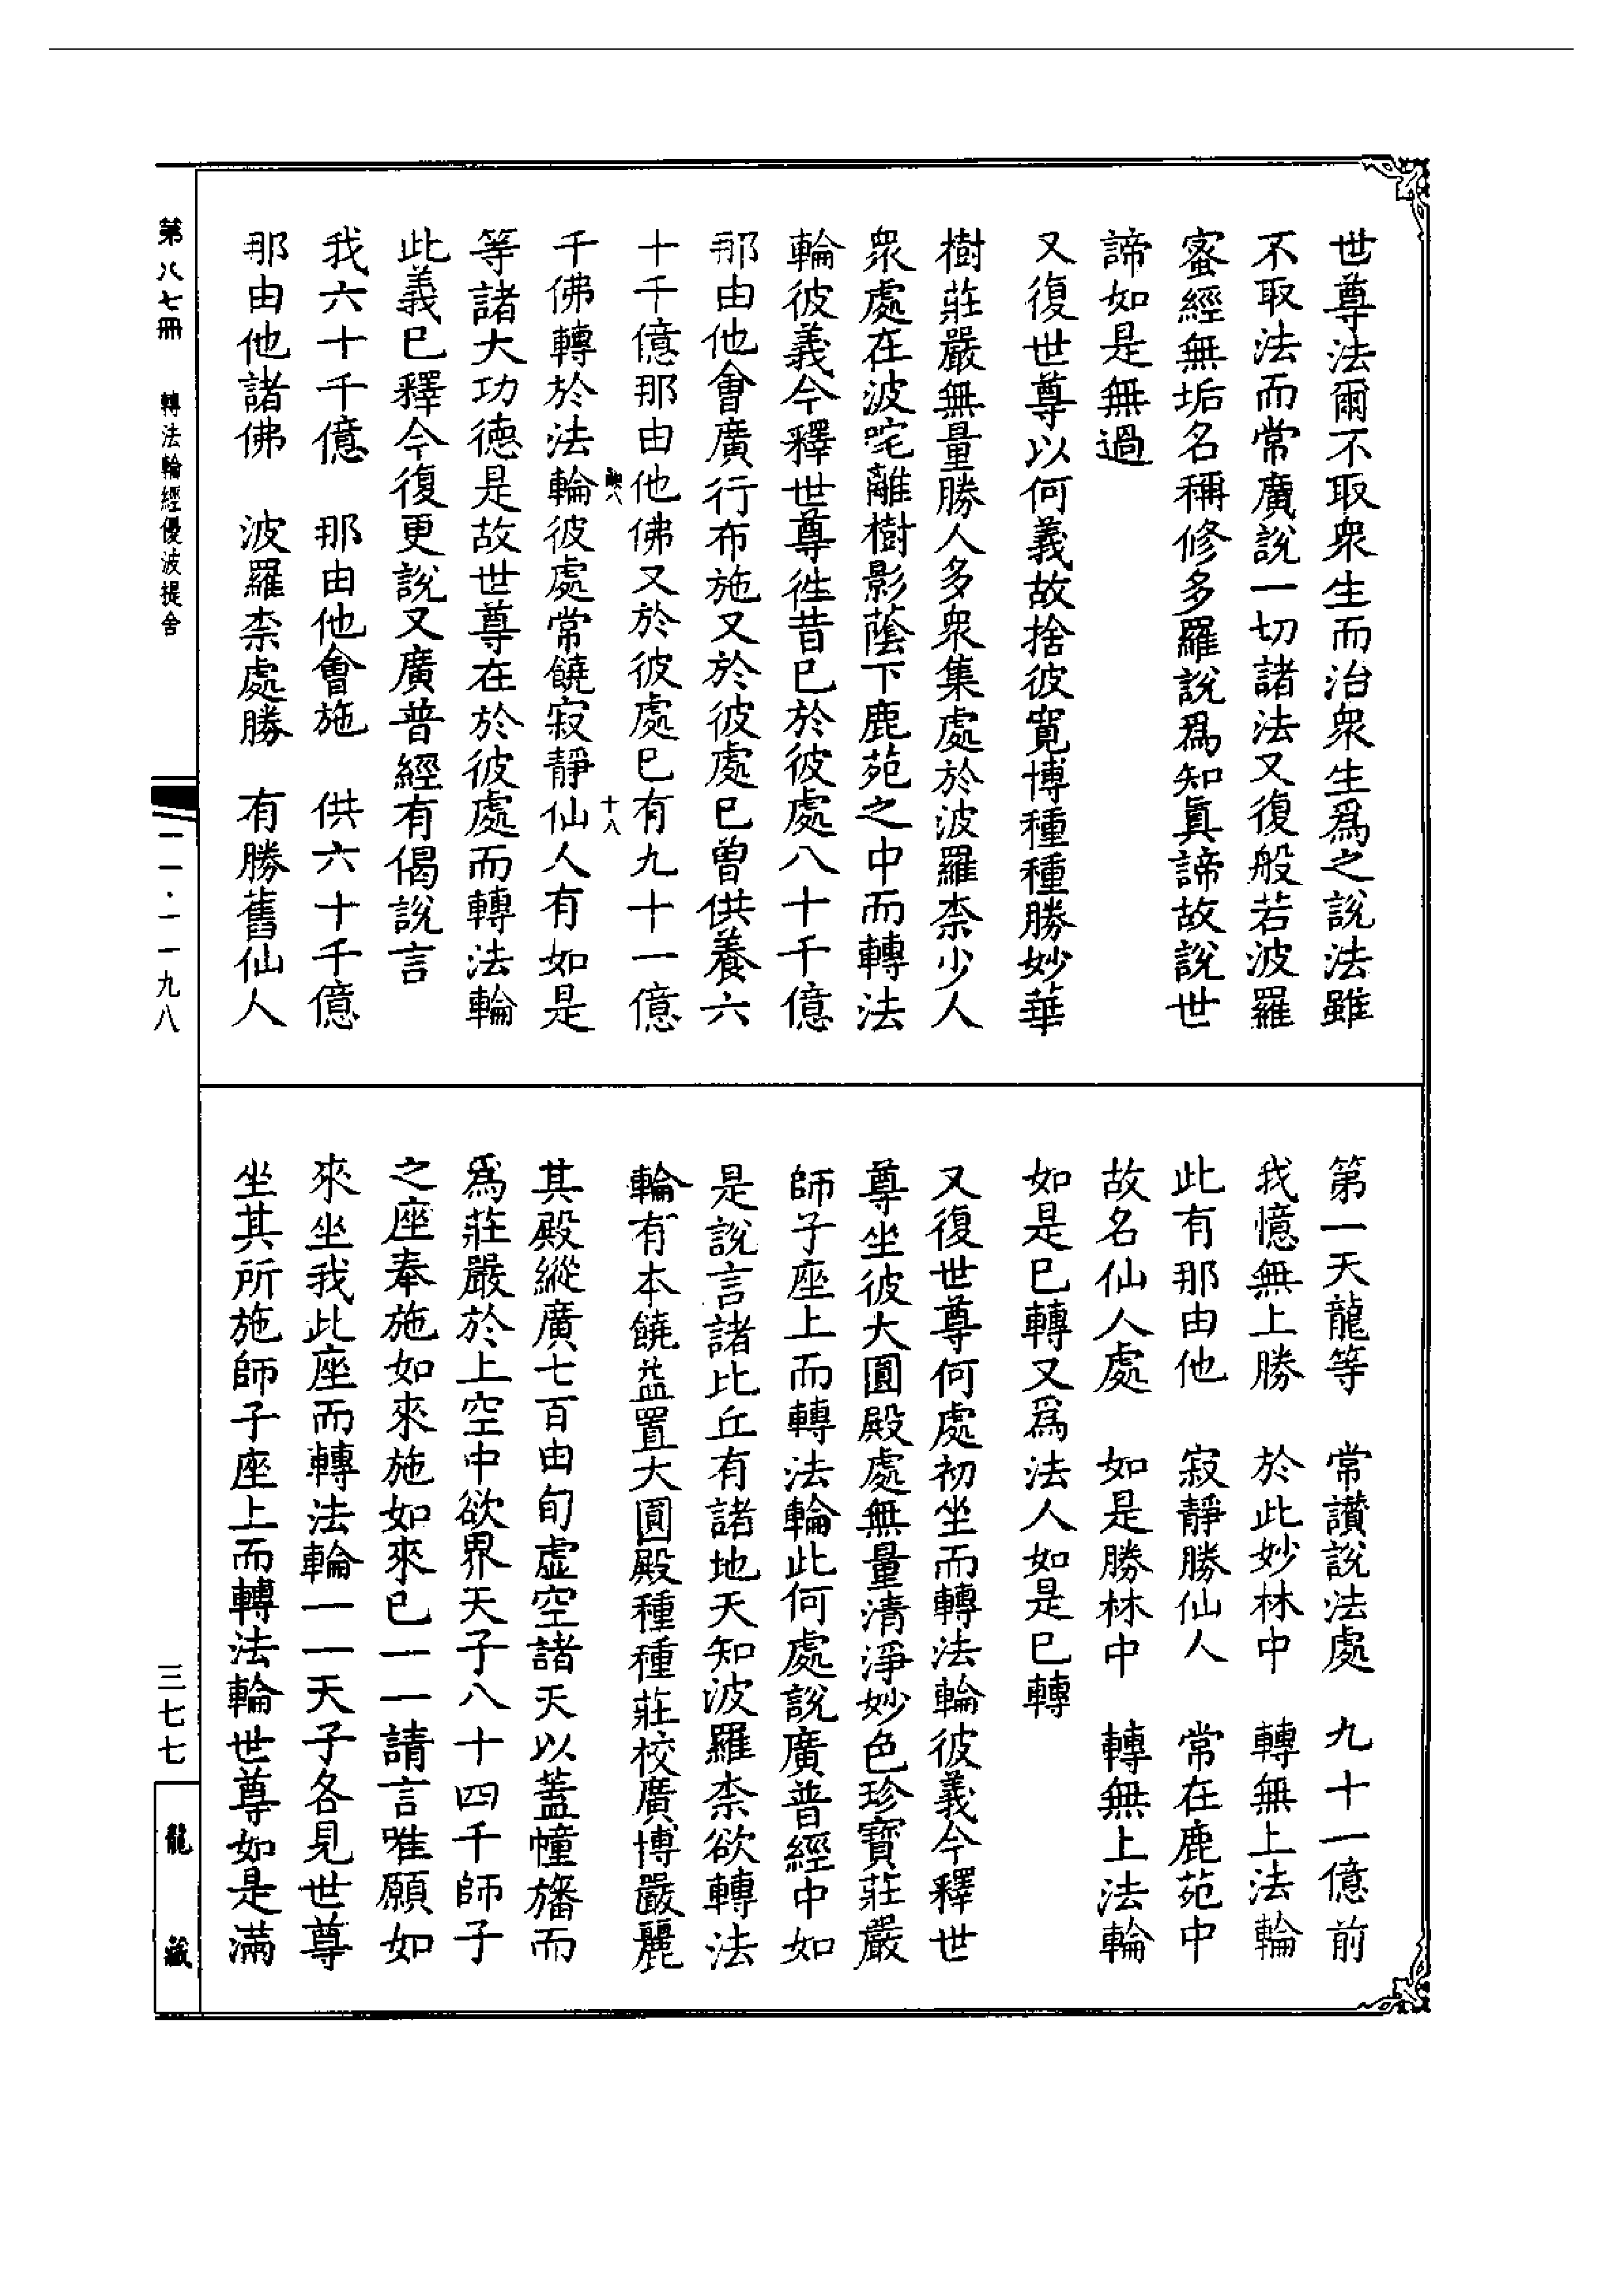 世尊法爾不取衆生而治衆生爲之說法雖
不取法而常廣說一切諸法又復般若波羅
蜜經無垢名稱修多羅說爲知眞諦故說世
諦如是無過
又復世尊以何義故捨彼寬博種種勝妙華
樹莊嚴無量勝人多衆集處於波羅柰少人
衆處在波咤離樹影蔭下鹿苑之中而轉法
輪彼義今釋世尊徃昔已於彼處八十千億
那由他會廣行布施又於彼處已曾供養六
十千億那由他佛又於彼處已有九十一億
千佛轉於法輪彼處常饒寂靜仙人有如是
等諸大功德是故世尊在於彼處而轉法輪
此義已釋今復更說又廣普經有偈說言
我六十千億　那由他會施　供六十千億
那由他諸佛　波羅柰處勝　有勝舊仙人
十八
第一天龍等　常讃說法處　九十一億前
我憶無上勝　於此妙林中　轉無上法輪
此有那由他　寂靜勝仙人　常在鹿苑中
故名仙人處　如是勝林中　轉無上法輪
如是已轉又爲法人如是已轉
又復世尊何處初坐而轉法輪彼義今釋世
尊坐彼大圓殿處無量清淨妙色珍寶莊嚴
師子座上而轉法輪此何處說廣普經中如
是說言諸比丘有諸地天知波羅柰欲轉法
輪有本饒益置大圓殿種種莊校廣博嚴麗
其殿縱廣七百由旬虛空諸天以蓋幢旛而
爲莊嚴於上空中欲界天子八十四千師子
之座奉施如來施如來已一一請言唯願如
來坐我此座而轉法輪一一天子各見世尊
坐其所施師子座上而轉法輪世尊如是滿
第八七冊　轉法輪經優波提舍
一一·一一九八
三七七
龍藏